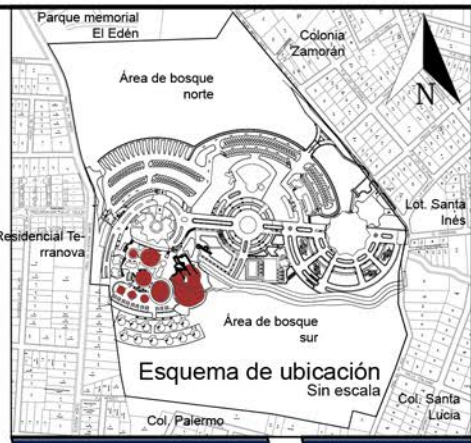 Parque memorial
El Edén
Colonia
Zamorán
Área de bosque
norte
N
Lot. Santa
Inés
Residencial Te-
rranova
Área de bosque
sur
Esquema de ubicación
Sin escala
Col. Santa
Lucia
Col. Palermo